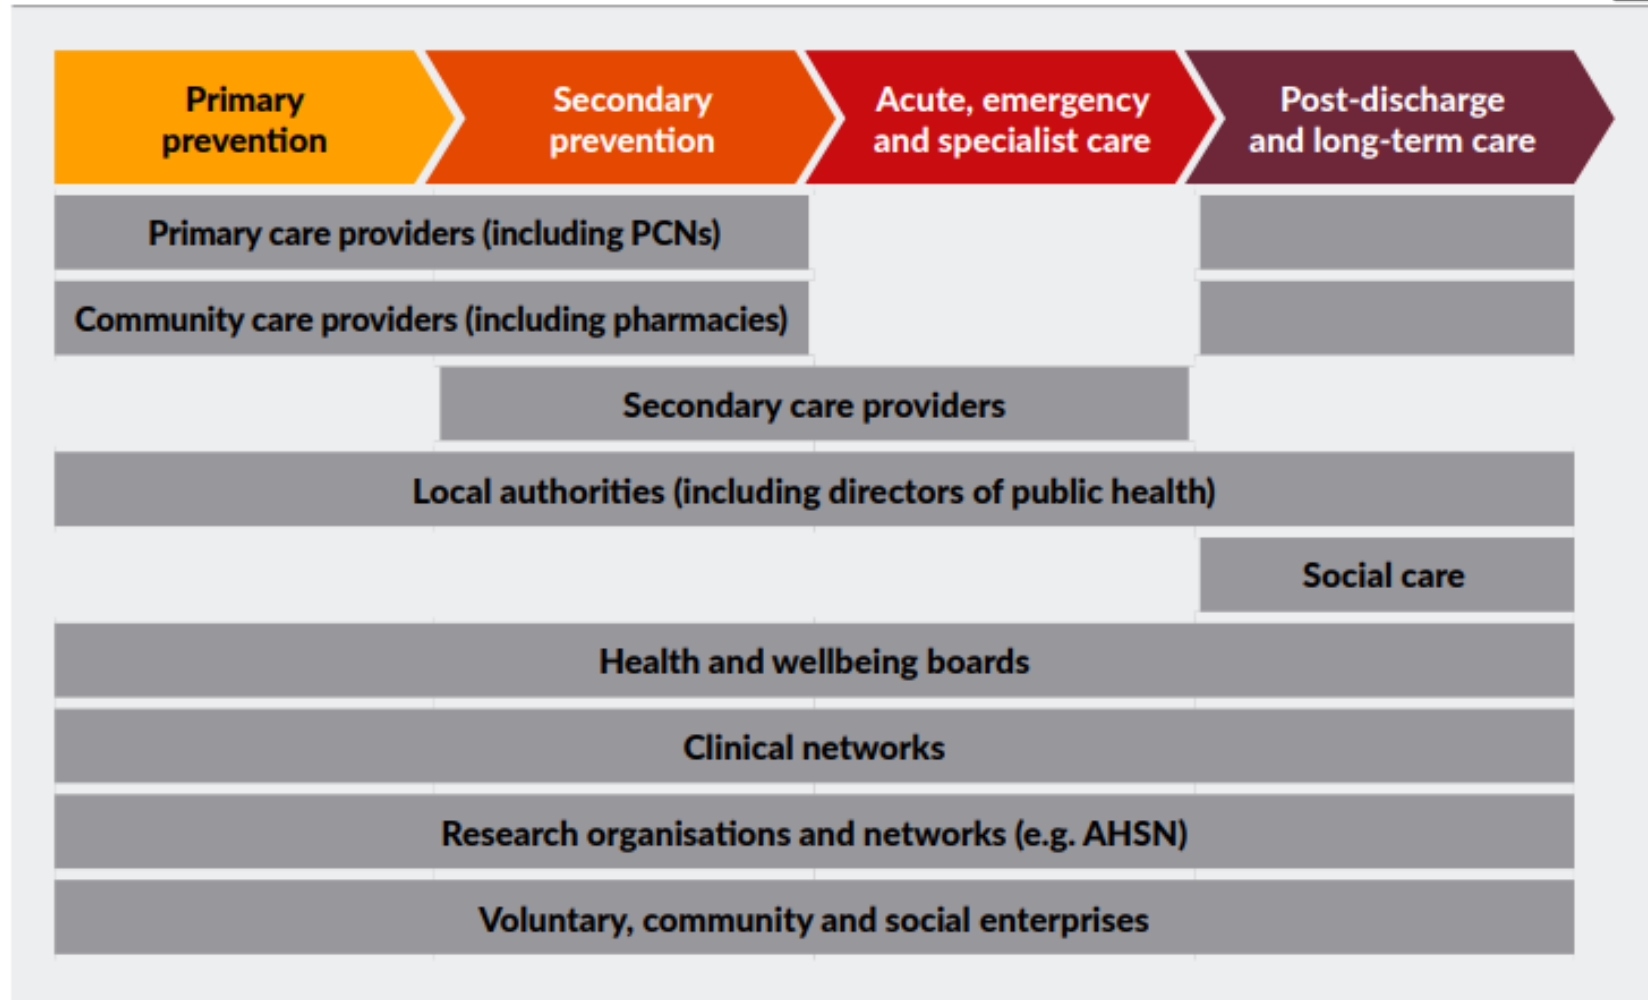 Primary
prevention
Secondary
prevention
Acute, emergency
and specialist care
Post-discharge
and long-term care
Primary care providers (including PCNs)
Community care providers (including pharmacies)
Secondary care providers
Local authorities (including directors of public health)
Social care
Health and wellbeing boards
Clinical networks
Research organisations and networks (e.g. AHSN)
Voluntary, community and social enterprises